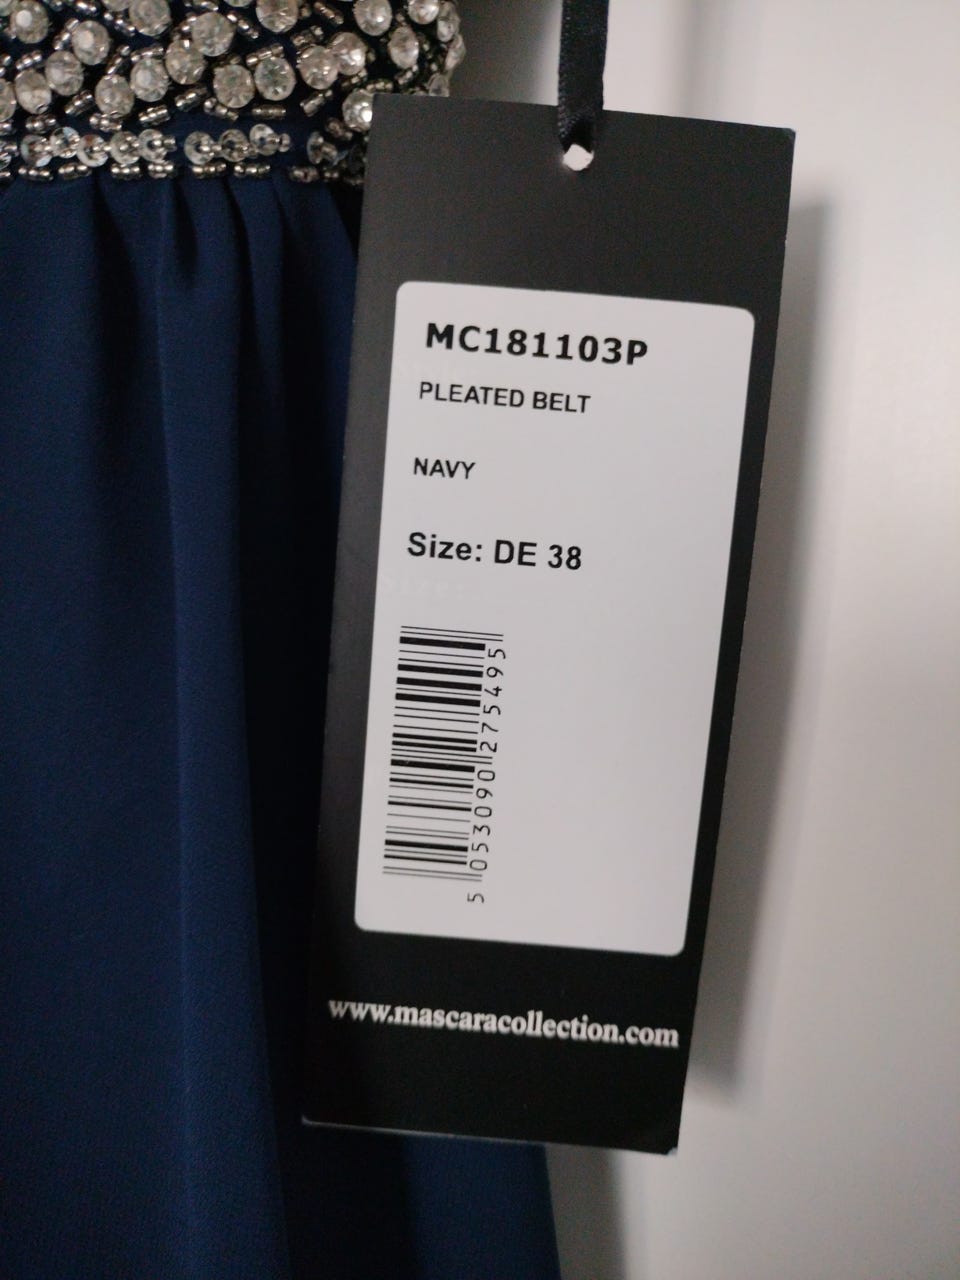 MC181103P
PLEATED BELT
NAVY
Size: DE 38
5 053090 275495
www.mascaracollection.com